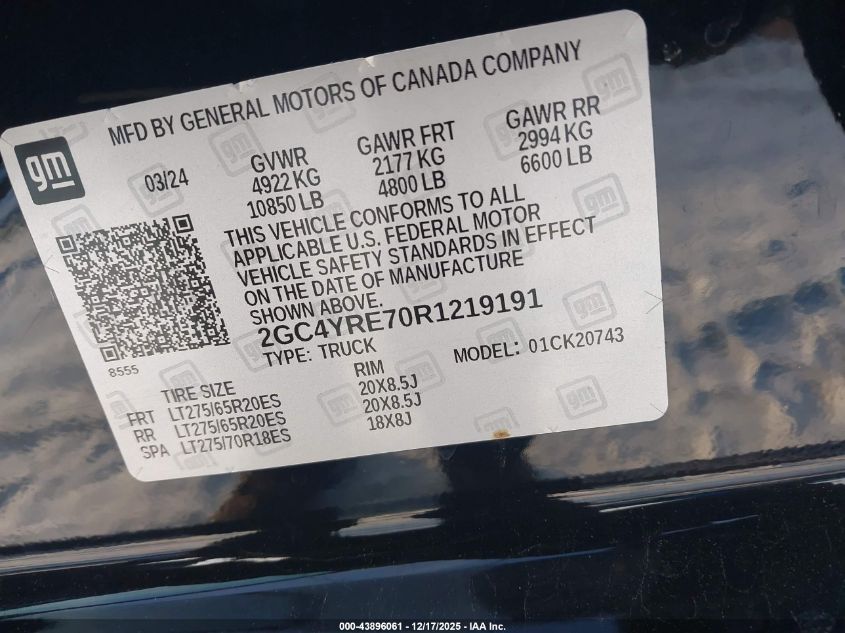 MFD BY GENERAL MOTORS OF CANADA COMPANY
gm
03/24
GVWR
4922 KG
10850 LB
GAWR FRT
2177 KG
4800 LB
GAWR RR
2994 KG
6600 LB
THIS VEHICLE CONFORMS TO ALL
APPLICABLE U.S. FEDERAL MOTOR
VEHICLE SAFETY STANDARDS IN EFFECT
ON THE DATE OF MANUFACTURE
SHOWN ABOVE.
2GC4YRE70R1219191
TYPE: TRUCK
MODEL: 01CK20743
8555
TIRE SIZE
RIM
FRT LT275/65R20ES 20X8.5J
RR LT275/65R20ES 20X8.5J
SPA LT275/70R18ES 18X8J
000-43896061 - 12/17/2025 - IAA Inc.